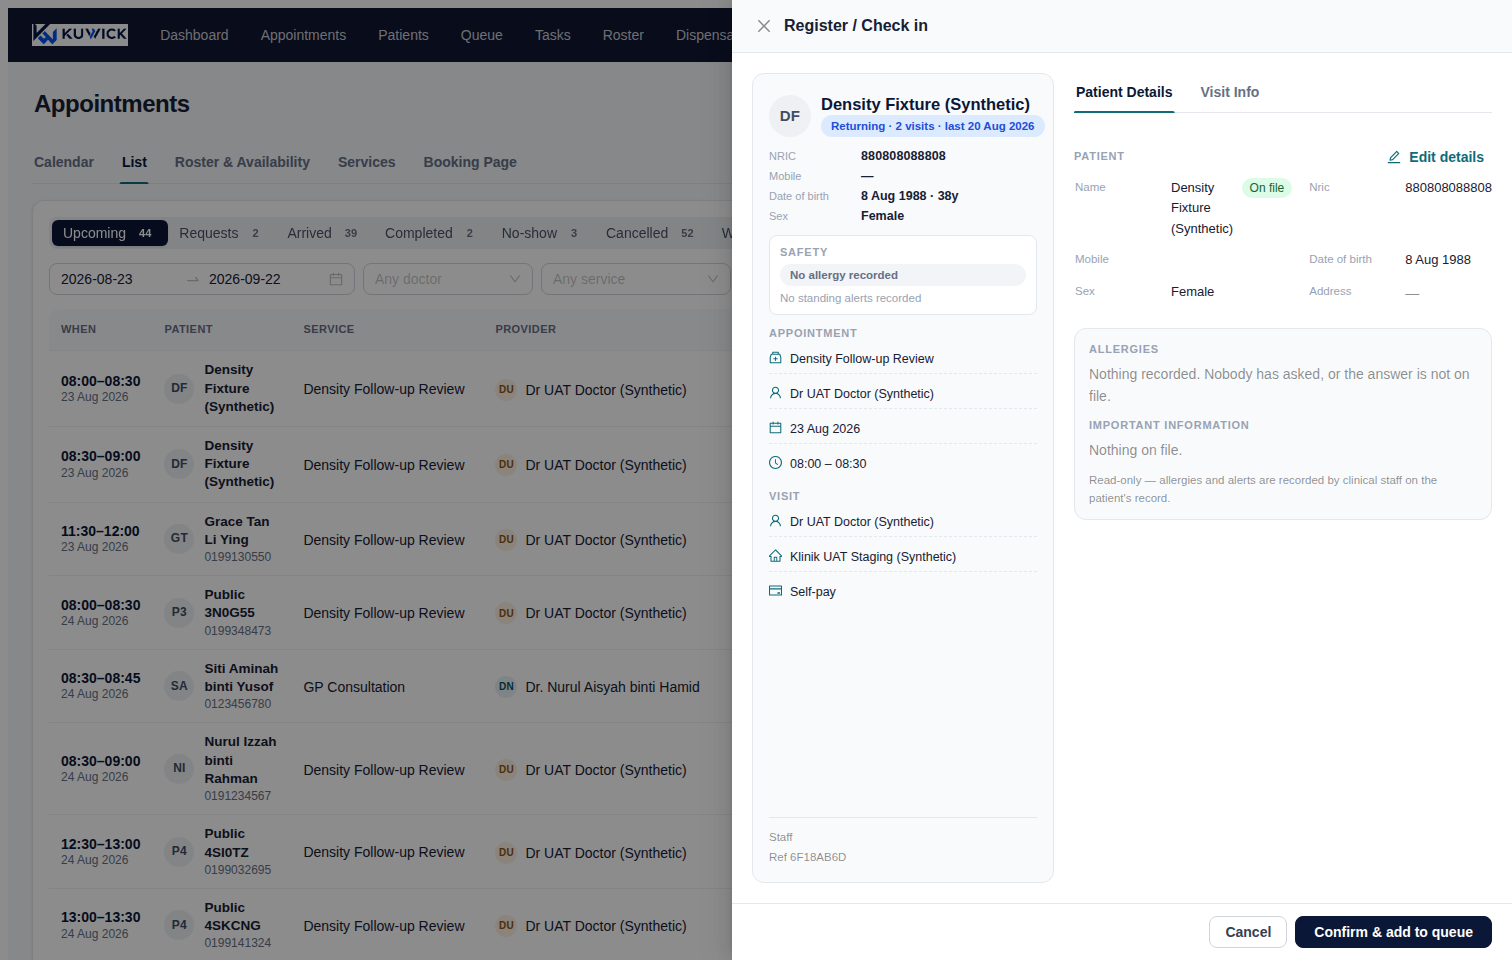 KUVVICK
Dashboard Appointments Patients Queue Tasks Roster
Appointments
Calendar List Roster & Availability Services Booking Page
Upcoming 44 Requests 2 Arrived 39 Completed 2 No-show 3 Cancelled 52
2026-08-23 → 2026-09-22 Any doctor Any service
WHEN PATIENT SERVICE PROVIDER
08:00–08:30
23 Aug 2026
DF
Density
Fixture
(Synthetic)
Density Follow-up Review
DU Dr UAT Doctor (Synthetic)
08:30–09:00
23 Aug 2026
DF
Density
Fixture
(Synthetic)
Density Follow-up Review
DU Dr UAT Doctor (Synthetic)
11:30–12:00
23 Aug 2026
GT
Grace Tan
Li Ying
0199130550
Density Follow-up Review
DU Dr UAT Doctor (Synthetic)
08:00–08:30
24 Aug 2026
P3
Public
3N0G55
0199348473
Density Follow-up Review
DU Dr UAT Doctor (Synthetic)
08:30–08:45
24 Aug 2026
SA
Siti Aminah
binti Yusof
0123456780
GP Consultation
DN Dr. Nurul Aisyah binti Hamid
08:30–09:00
24 Aug 2026
NI
Nurul Izzah
binti
Rahman
0191234567
Density Follow-up Review
DU Dr UAT Doctor (Synthetic)
12:30–13:00
24 Aug 2026
P4
Public
4SI0TZ
0199032695
Density Follow-up Review
DU Dr UAT Doctor (Synthetic)
13:00–13:30
24 Aug 2026
P4
Public
4SKCNG
0199141324
Density Follow-up Review
DU Dr UAT Doctor (Synthetic)
Register / Check in
DF
Density Fixture (Synthetic)
Returning · 2 visits · last 20 Aug 2026
NRIC 880808088808
Mobile —
Date of birth 8 Aug 1988 · 38y
Sex Female
SAFETY
No allergy recorded
No standing alerts recorded
APPOINTMENT
Density Follow-up Review
Dr UAT Doctor (Synthetic)
23 Aug 2026
08:00 – 08:30
VISIT
Dr UAT Doctor (Synthetic)
Klinik UAT Staging (Synthetic)
Self-pay
Staff
Ref 6F18AB6D
Patient Details Visit Info
PATIENT Edit details
Name Density Fixture (Synthetic) On file Nric 880808088808
Mobile Date of birth 8 Aug 1988
Sex Female Address —
ALLERGIES
Nothing recorded. Nobody has asked, or the answer is not on
file.
IMPORTANT INFORMATION
Nothing on file.
Read-only — allergies and alerts are recorded by clinical staff on the
patient's record.
Cancel Confirm & add to queue